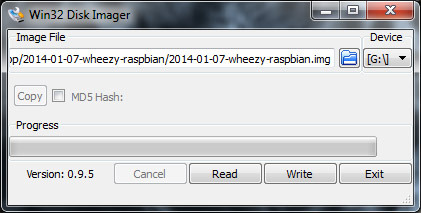 Win32 Disk Imager
Image File
Device
op/2014-01-07-wheezy-raspbian/2014-01-07-wheezy-raspbian.img
[G:\]
Copy
MD5 Hash:
Progress
Version: 0.9.5
Cancel
Read
Write
Exit